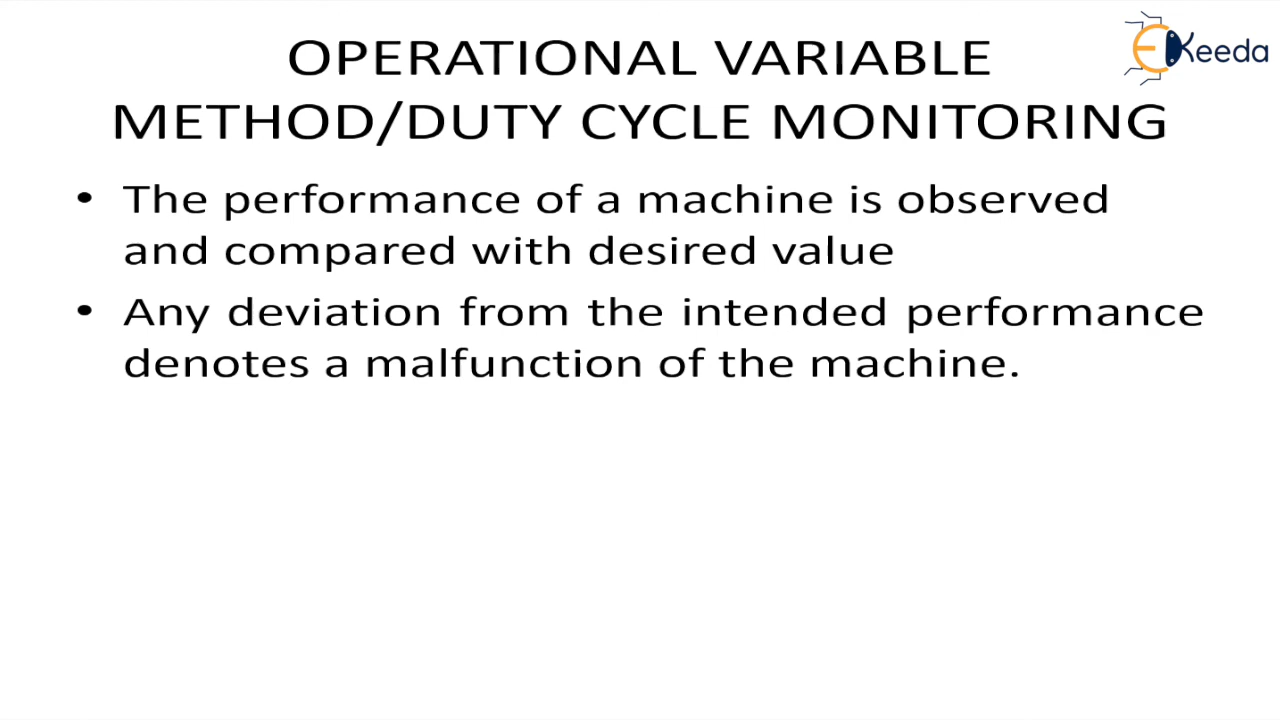 OPERATIONAL VARIABLE
METHOD/DUTY CYCLE MONITORING
EKeeda
• The performance of a machine is observed
and compared with desired value
• Any deviation from the intended performance
denotes a malfunction of the machine.